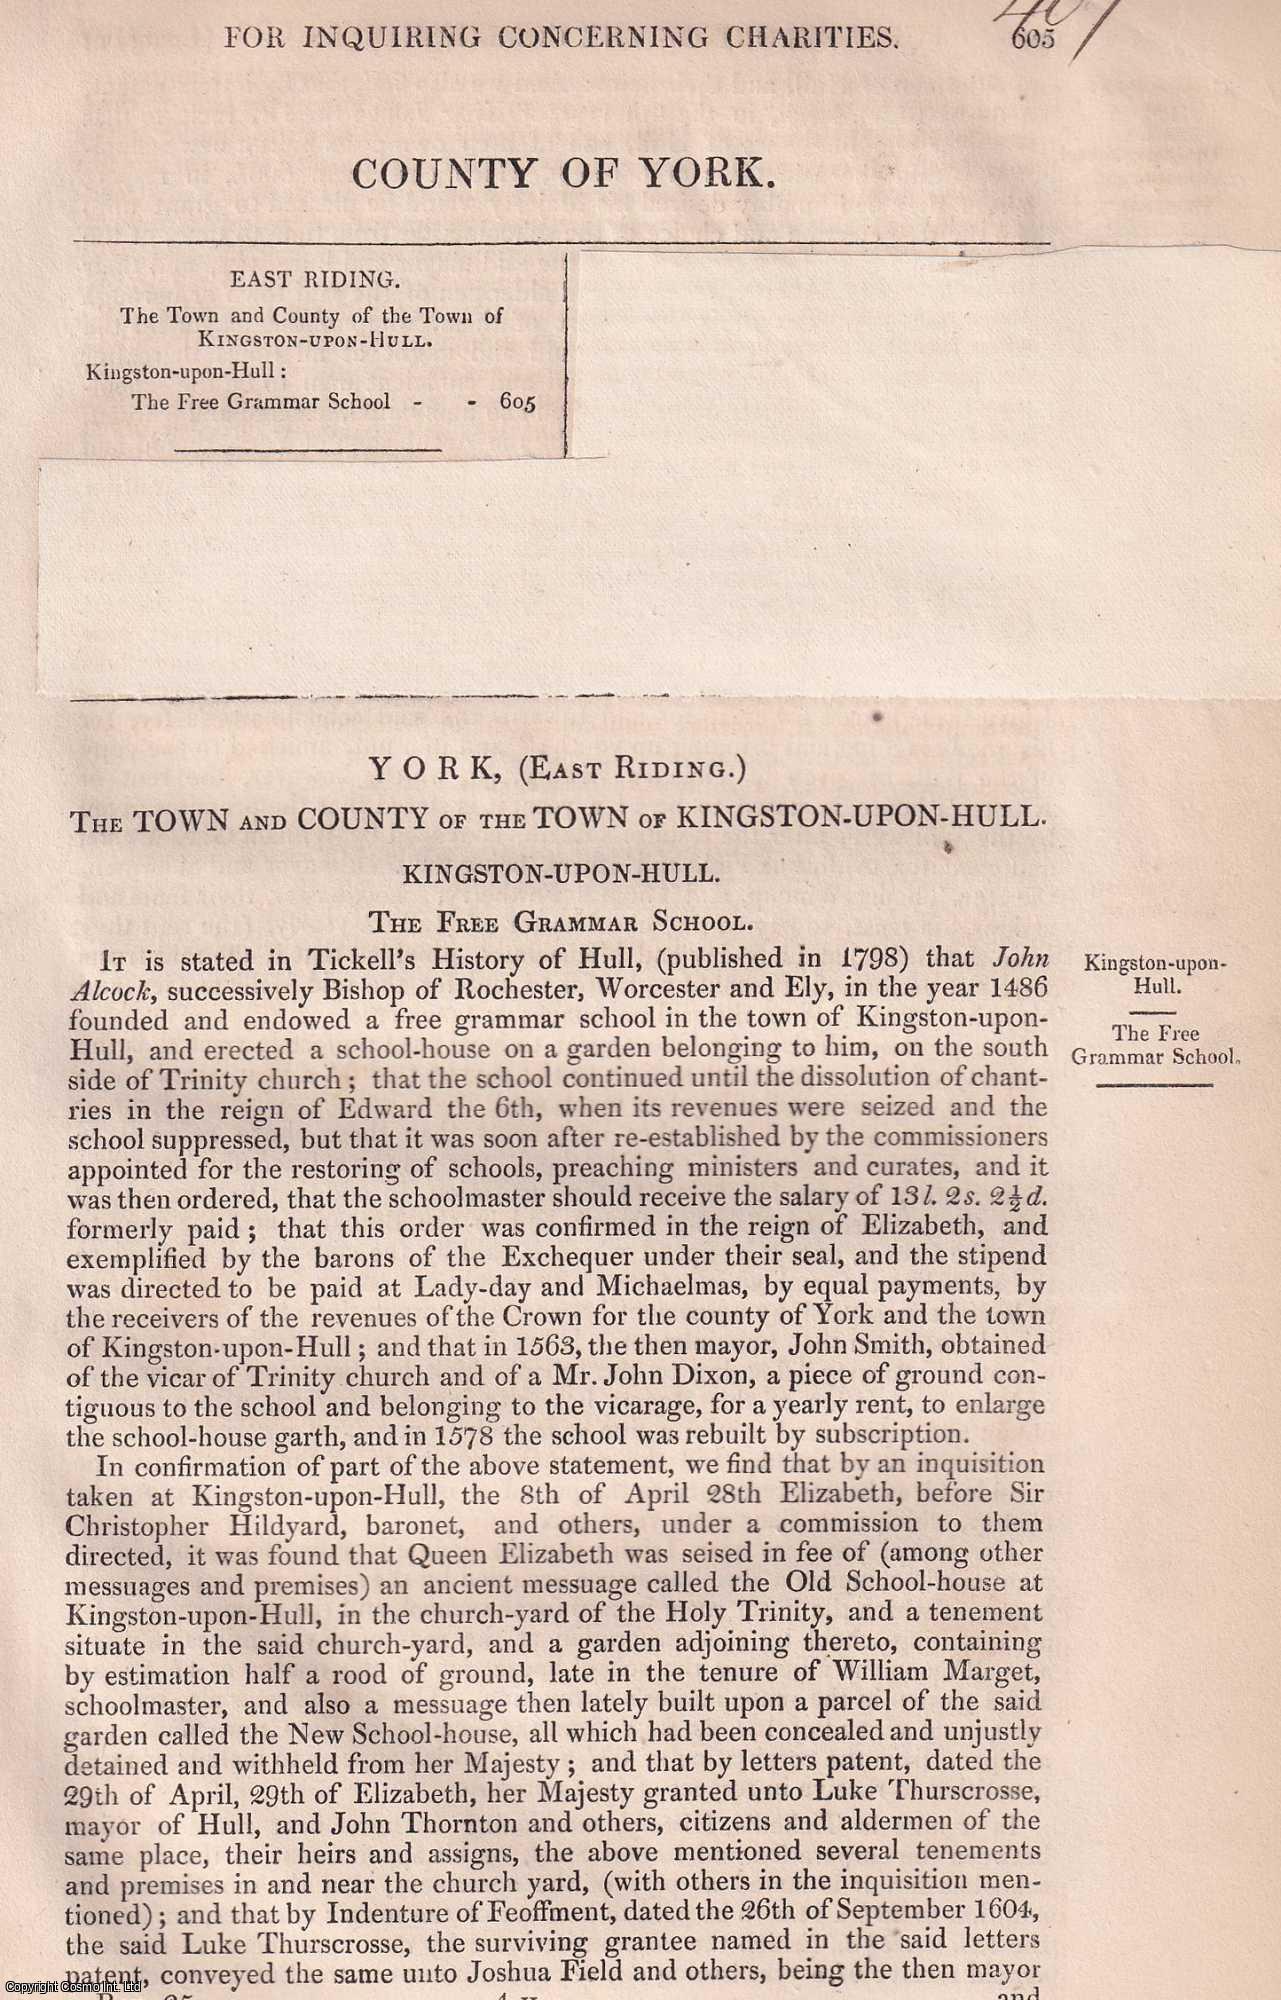 FOR INQUIRING CONCERNING CHARITIES. 605
COUNTY OF YORK.
EAST RIDING.
The Town and County of the Town of
KINGSTON-UPON-HULL.
Kingston-upon-Hull:
The Free Grammar School - - 605
YORK, (EAST RIDING.)
THE TOWN AND COUNTY OF THE TOWN OF KINGSTON-UPON-HULL.
KINGSTON-UPON-HULL.
THE FREE GRAMMAR SCHOOL.
IT is stated in Tickell's History of Hull, (published in 1798) that John
Alcock, successively Bishop of Rochester, Worcester and Ely, in the year 1486
founded and endowed a free grammar school in the town of Kingston-upon-
Hull, and erected a school-house on a garden belonging to him, on the south
side of Trinity church; that the school continued until the dissolution of chant-
ries in the reign of Edward the 6th, when its revenues were seized and the
school suppressed, but that it was soon after re-established by the commissioners
appointed for the restoring of schools, preaching ministers and curates, and it
was then ordered, that the schoolmaster should receive the salary of 13l. 2s. 2½d.
formerly paid; that this order was confirmed in the reign of Elizabeth, and
exemplified by the barons of the Exchequer under their seal, and the stipend
was directed to be paid at Lady-day and Michaelmas, by equal payments, by
the receivers of the revenues of the Crown for the county of York and the town
of Kingston-upon-Hull; and that in 1563, the then mayor, John Smith, obtained
of the vicar of Trinity church and of a Mr. John Dixon, a piece of ground con-
tiguous to the school and belonging to the vicarage, for a yearly rent, to enlarge
the school-house garth, and in 1578 the school was rebuilt by subscription.
In confirmation of part of the above statement, we find that by an inquisition
taken at Kingston-upon-Hull, the 8th of April 28th Elizabeth, before Sir
Christopher Hildyard, baronet, and others, under a commission to them
directed, it was found that Queen Elizabeth was seised in fee of (among other
messuages and premises) an ancient messuage called the Old School-house at
Kingston-upon-Hull, in the church-yard of the Holy Trinity, and a tenement
situate in the said church-yard, and a garden adjoining thereto, containing
by estimation half a rood of ground, late in the tenure of William Marget,
schoolmaster, and also a messuage then lately built upon a parcel of the said
garden called the New School-house, all which had been concealed and unjustly
detained and withheld from her Majesty; and that by letters patent, dated the
29th of April, 29th of Elizabeth, her Majesty granted unto Luke Thurscrosse,
mayor of Hull, and John Thornton and others, citizens and aldermen of the
same place, their heirs and assigns, the above mentioned several tenements
and premises in and near the church yard, (with others in the inquisition men-
tioned); and that by Indenture of Feoffment, dated the 26th of September 1604,
the said Luke Thurscrosse, the surviving grantee named in the said letters
patent, conveyed the same unto Joshua Field and others, being the then mayor
and
Kingston-upon-
Hull.
The Free
Grammar School.
Copyright Cosmo Int. Ltd